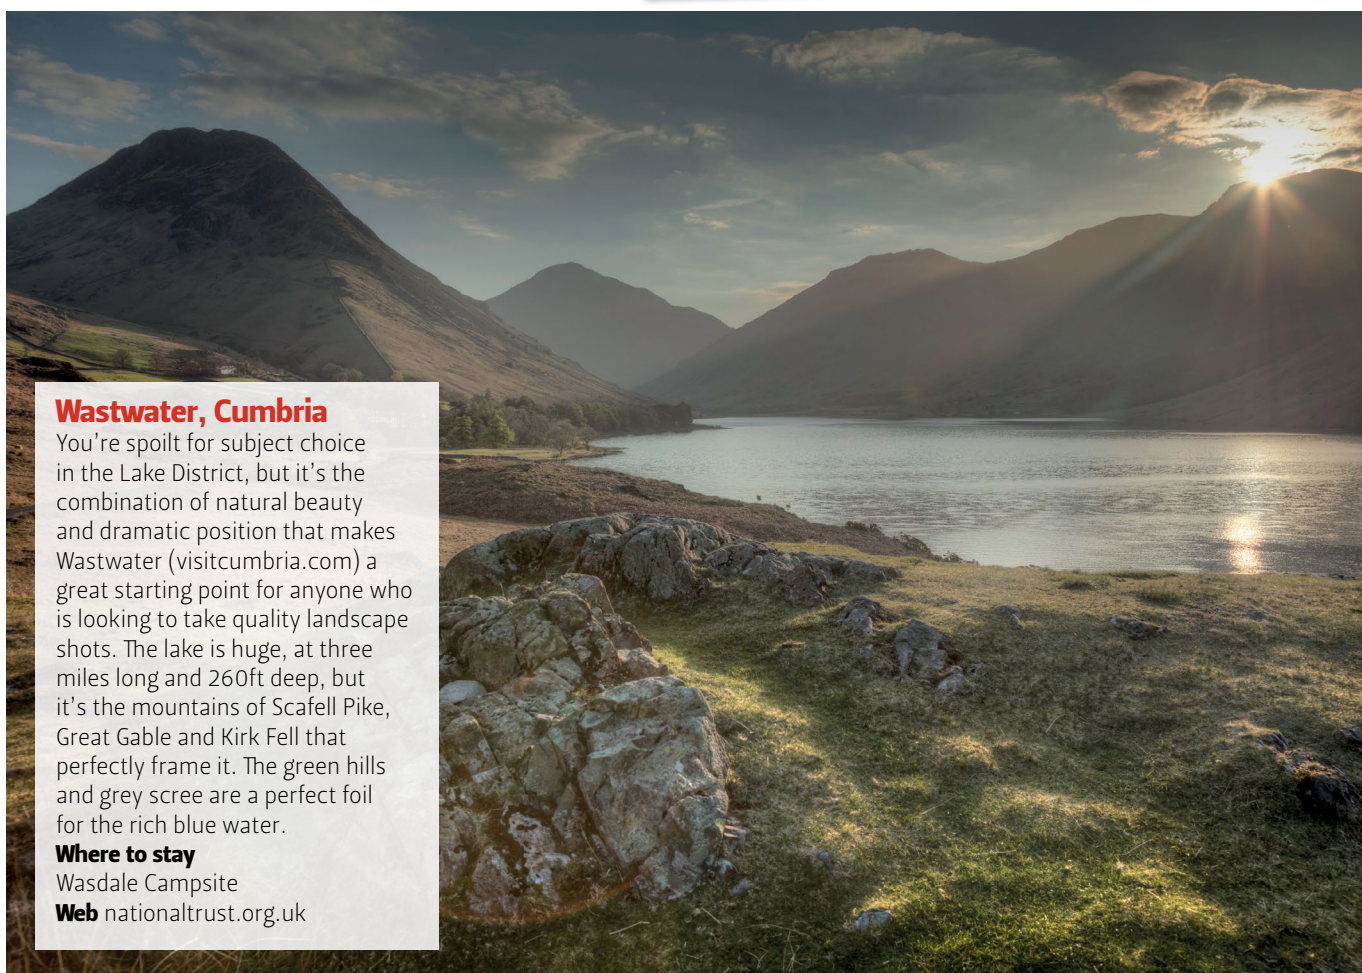 Wastwater, Cumbria
You're spoilt for subject choice
in the Lake District, but it's the
combination of natural beauty
and dramatic position that makes
Wastwater (visitcumbria.com) a
great starting point for anyone who
is looking to take quality landscape
shots. The lake is huge, at three
miles long and 260ft deep, but
it's the mountains of Scafell Pike,
Great Gable and Kirk Fell that
perfectly frame it. The green hills
and grey scree are a perfect foil
for the rich blue water.
Where to stay
Wasdale Campsite
Web nationaltrust.org.uk